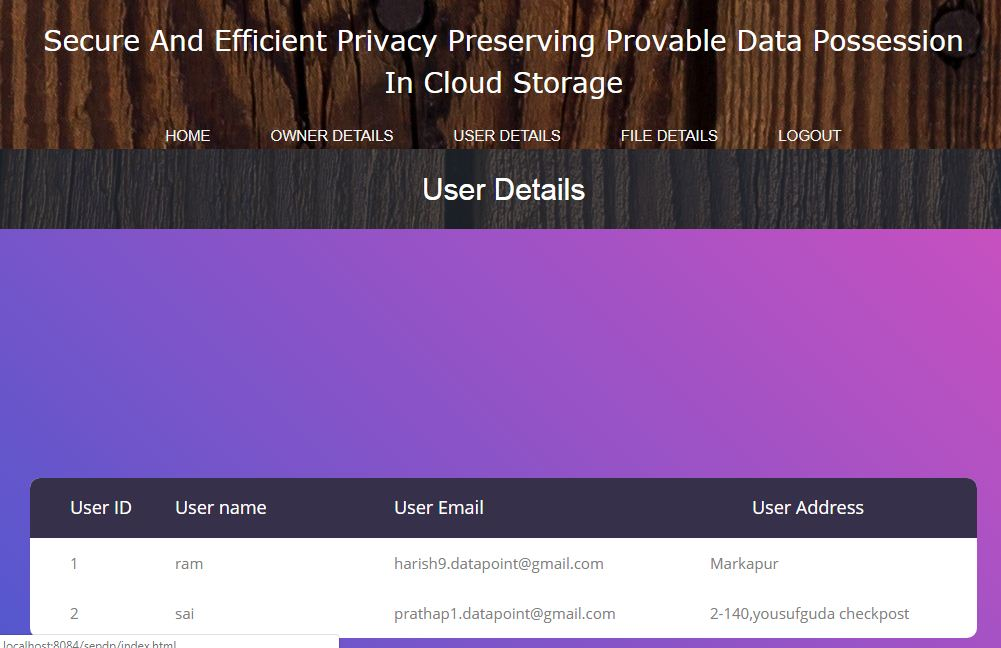 Secure And Efficient Privacy Preserving Provable Data Possession
In Cloud Storage
HOME OWNER DETAILS USER DETAILS FILE DETAILS LOGOUT
User Details
User ID User name User Email User Address
1 ram harish9.datapoint@gmail.com Markapur
2 sai prathap1.datapoint@gmail.com 2-140,yousufguda checkpost
localhost:8084/sepdp/index.html